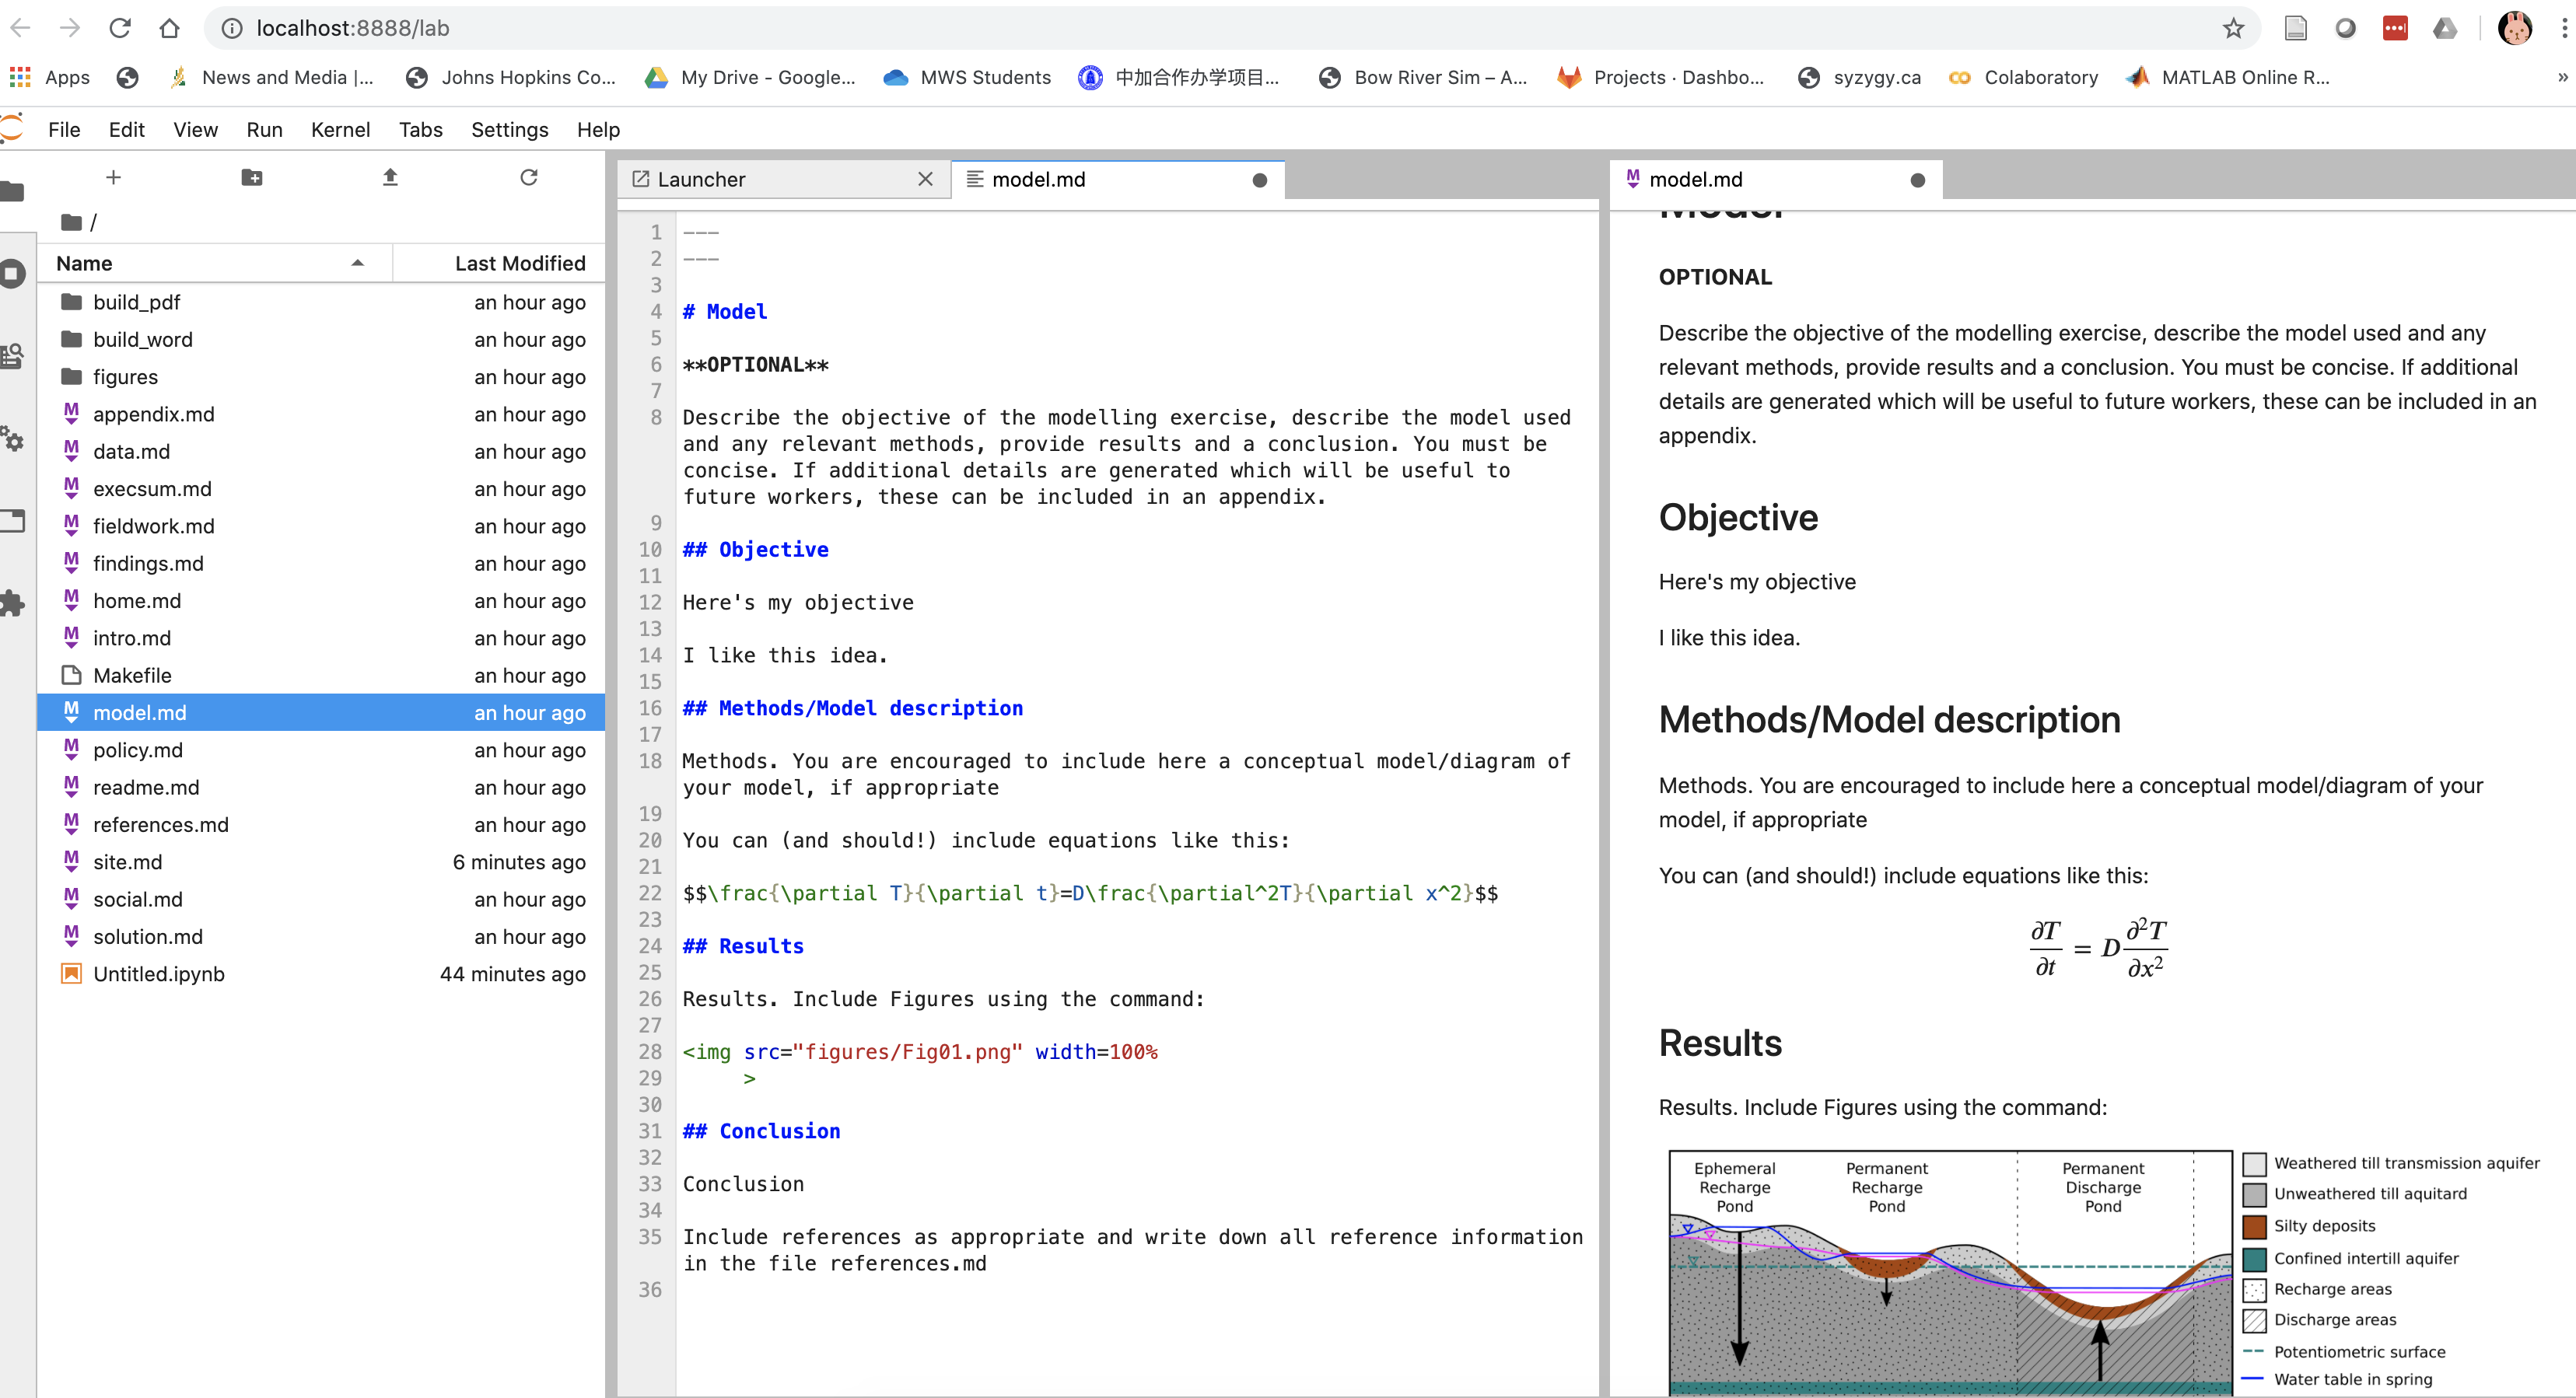 localhost:8888/lab
Apps
News and Media |...
Johns Hopkins Co...
My Drive - Google...
MWS Students
中加合作办学项目...
Bow River Sim – A...
Projects · Dashbo...
syzygy.ca
Colaboratory
MATLAB Online R...
»
File Edit View Run Kernel Tabs Settings Help
/
Name Last Modified
build_pdf an hour ago
build_word an hour ago
figures an hour ago
appendix.md an hour ago
data.md an hour ago
execsum.md an hour ago
fieldwork.md an hour ago
findings.md an hour ago
home.md an hour ago
intro.md an hour ago
Makefile an hour ago
model.md an hour ago
policy.md an hour ago
readme.md an hour ago
references.md an hour ago
site.md 6 minutes ago
social.md an hour ago
solution.md an hour ago
Untitled.ipynb 44 minutes ago
Launcher
model.md
1 ---
2 ---
3
4 # Model
5
6 **OPTIONAL**
7
8 Describe the objective of the modelling exercise, describe the model used
and any relevant methods, provide results and a conclusion. You must be
concise. If additional details are generated which will be useful to
future workers, these can be included in an appendix.
9
10 ## Objective
11
12 Here's my objective
13
14 I like this idea.
15
16 ## Methods/Model description
17
18 Methods. You are encouraged to include here a conceptual model/diagram of
your model, if appropriate
19
20 You can (and should!) include equations like this:
21
22 $$\frac{\partial T}{\partial t}=D\frac{\partial^2T}{\partial x^2}$$
23
24 ## Results
25
26 Results. Include Figures using the command:
27
28 <img src="figures/Fig01.png" width=100%
29 >
30
31 ## Conclusion
32
33 Conclusion
34
35 Include references as appropriate and write down all reference information
in the file references.md
36
model.md
Model
OPTIONAL
Describe the objective of the modelling exercise, describe the model used and any
relevant methods, provide results and a conclusion. You must be concise. If additional
details are generated which will be useful to future workers, these can be included in an
appendix.
Objective
Here's my objective
I like this idea.
Methods/Model description
Methods. You are encouraged to include here a conceptual model/diagram of your
model, if appropriate
You can (and should!) include equations like this:
∂T/∂t = D ∂²T/∂x²
Results
Results. Include Figures using the command:
Ephemeral
Recharge
Pond
Permanent
Recharge
Pond
Permanent
Discharge
Pond
Weathered till transmission aquifer
Unweathered till aquitard
Silty deposits
Confined intertill aquifer
Recharge areas
Discharge areas
Potentiometric surface
Water table in spring